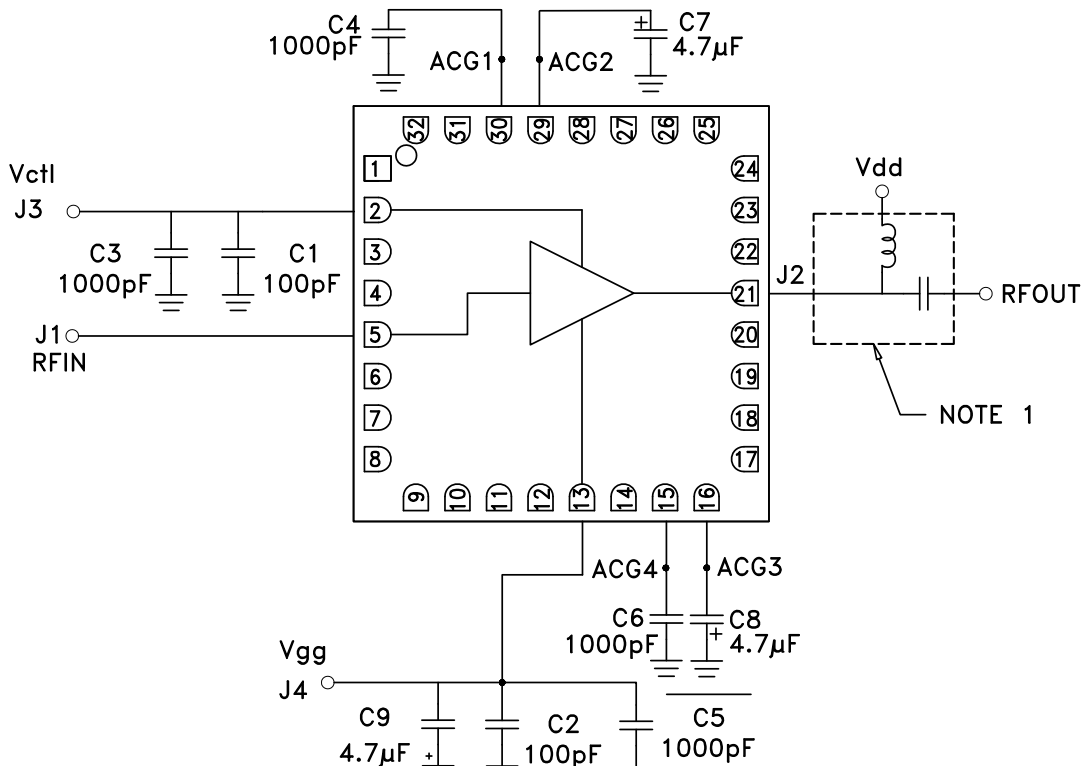 C4
1000pF
ACG1
ACG2
+
C7
4.7µF
32
31
30
29
28
27
26
25
1
2
3
4
5
6
7
8
24
23
22
21
20
19
18
17
9
10
11
12
13
14
15
16
Vctl
J3
C3
1000pF
C1
100pF
J1
RFIN
Vdd
J2
RFOUT
NOTE 1
ACG4
ACG3
C6
1000pF
C8
+
4.7µF
Vgg
J4
C9
4.7µF
+
C2
100pF
C5
1000pF